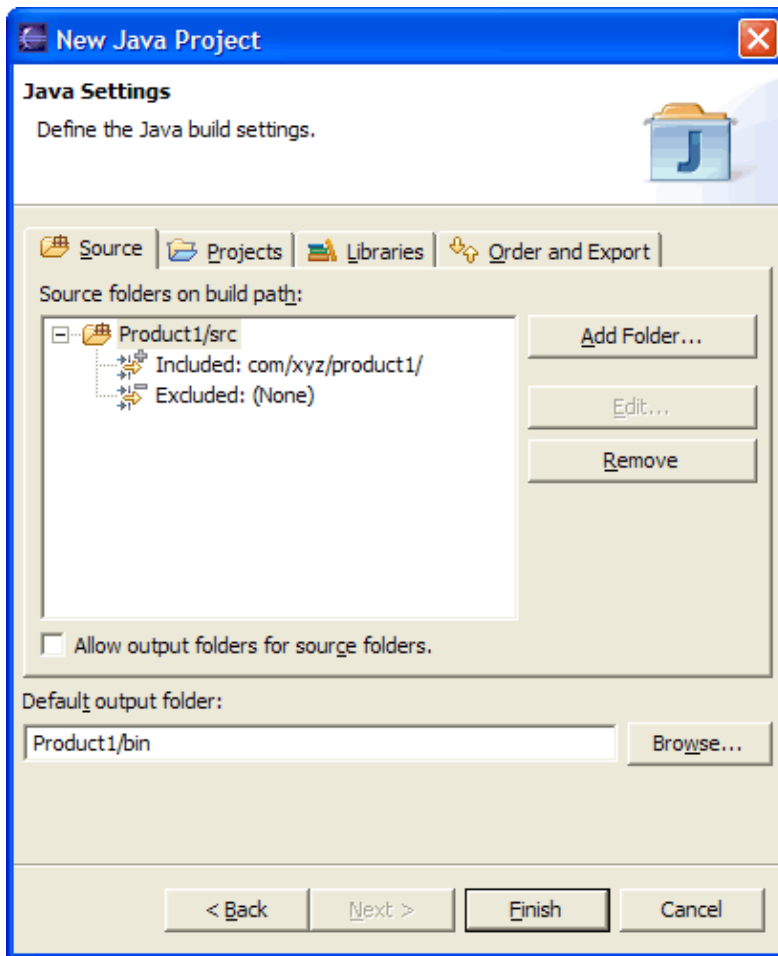 New Java Project
Java Settings
Define the Java build settings.
J
Source Projects Libraries Order and Export
Source folders on build path:
Product1/src
Included: com/xyz/product1/
Excluded: (None)
Add Folder...
Edit...
Remove
Allow output folders for source folders.
Default output folder:
Product1/bin
Browse...
< Back Next > Finish Cancel